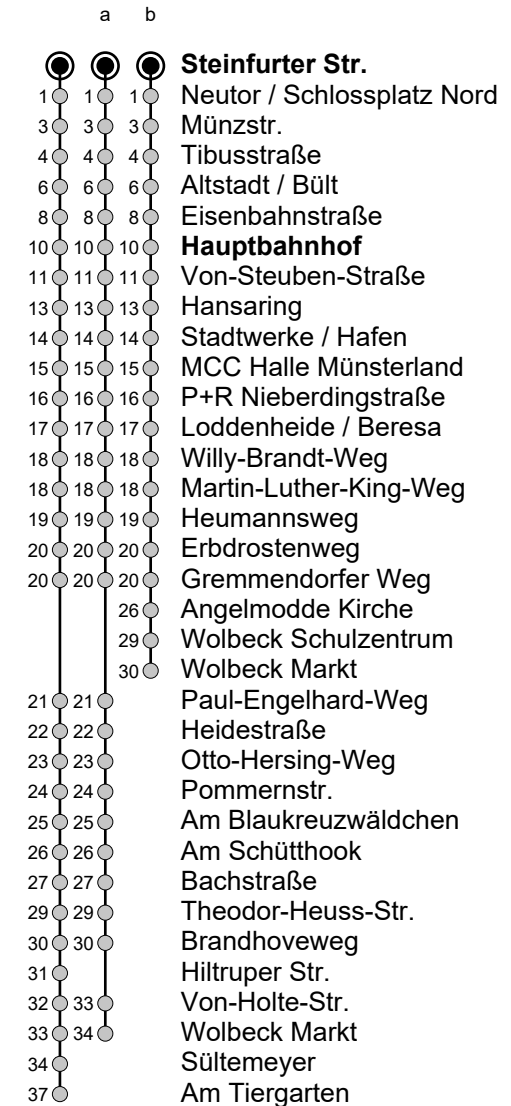 a b
Steinfurter Str.
1 1 1 Neutor / Schlossplatz Nord
3 3 3 Münzstr.
4 4 4 Tibusstraße
6 6 6 Altstadt / Bült
8 8 8 Eisenbahnstraße
10 10 10 Hauptbahnhof
11 11 11 Von-Steuben-Straße
13 13 13 Hansaring
14 14 14 Stadtwerke / Hafen
15 15 15 MCC Halle Münsterland
16 16 16 P+R Nieberdingstraße
17 17 17 Loddenheide / Beresa
18 18 18 Willy-Brandt-Weg
18 18 18 Martin-Luther-King-Weg
19 19 19 Heumannsweg
20 20 20 Erbdrostenweg
20 20 20 Gremmendorfer Weg
26 Angelmodde Kirche
29 Wolbeck Schulzentrum
30 Wolbeck Markt
21 21 Paul-Engelhard-Weg
22 22 Heidestraße
23 23 Otto-Hersing-Weg
24 24 Pommernstr.
25 25 Am Blaukreuzwäldchen
26 26 Am Schütthook
27 27 Bachstraße
29 29 Theodor-Heuss-Str.
30 30 Brandhoveweg
31 Hiltruper Str.
32 33 Von-Holte-Str.
33 34 Wolbeck Markt
34 Sültemeyer
37 Am Tiergarten